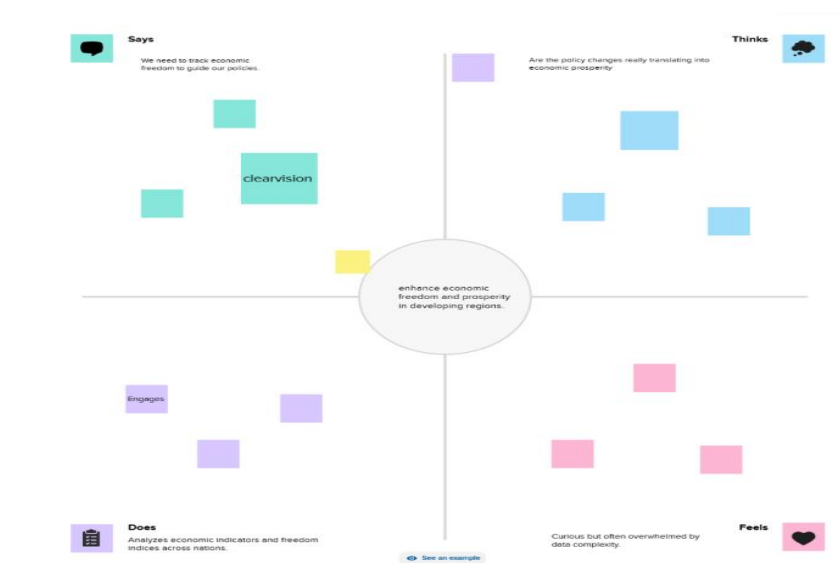 Says
We need to track economic
freedom to guide our policies.
clearvision
Thinks
Are the policy changes really translating into
economic prosperity
enhance economic
freedom and prosperity
in developing regions.
Engages
Does
Analyzes economic indicators and freedom
indices across nations.
Feels
Curious but often overwhelmed by
data complexity.
See an example